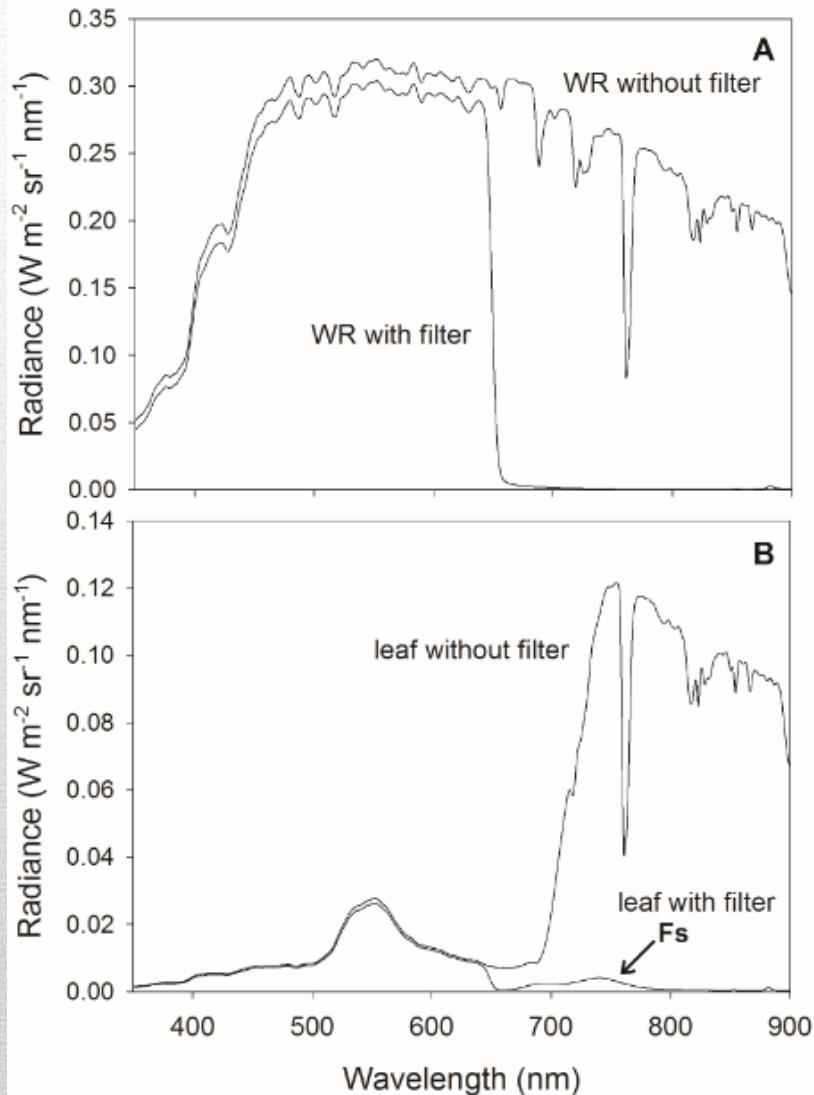 Radiance (W m⁻² sr⁻¹ nm⁻¹)
0.35
0.30
0.25
0.20
0.15
0.10
0.05
0.00
A
WR without filter
WR with filter
Radiance (W m⁻² sr⁻¹ nm⁻¹)
0.14
0.12
0.10
0.08
0.06
0.04
0.02
0.00
B
leaf without filter
leaf with filter
Fs
400 500 600 700 800 900
Wavelength (nm)